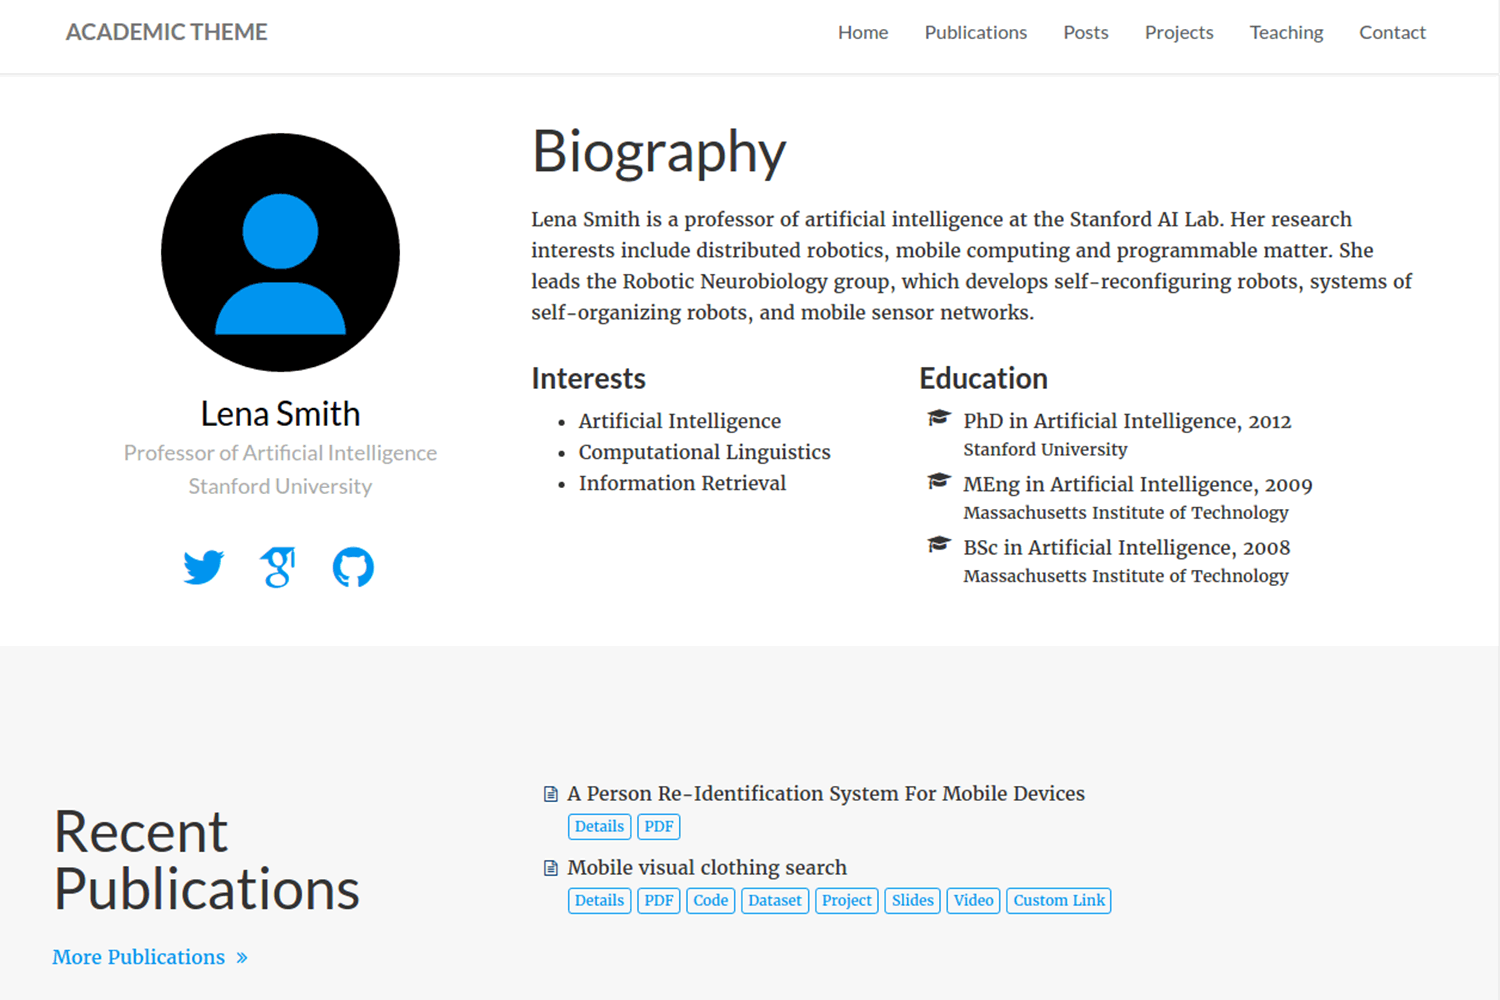 ACADEMIC THEME
Home Publications Posts Projects Teaching Contact
Biography
Lena Smith is a professor of artificial intelligence at the Stanford AI Lab. Her research
interests include distributed robotics, mobile computing and programmable matter. She
leads the Robotic Neurobiology group, which develops self-reconfiguring robots, systems of
self-organizing robots, and mobile sensor networks.
Lena Smith
Professor of Artificial Intelligence
Stanford University
Interests
• Artificial Intelligence
• Computational Linguistics
• Information Retrieval
Education
PhD in Artificial Intelligence, 2012
Stanford University
MEng in Artificial Intelligence, 2009
Massachusetts Institute of Technology
BSc in Artificial Intelligence, 2008
Massachusetts Institute of Technology
Recent
Publications
More Publications »
A Person Re-Identification System For Mobile Devices
Details PDF
Mobile visual clothing search
Details PDF Code Dataset Project Slides Video Custom Link